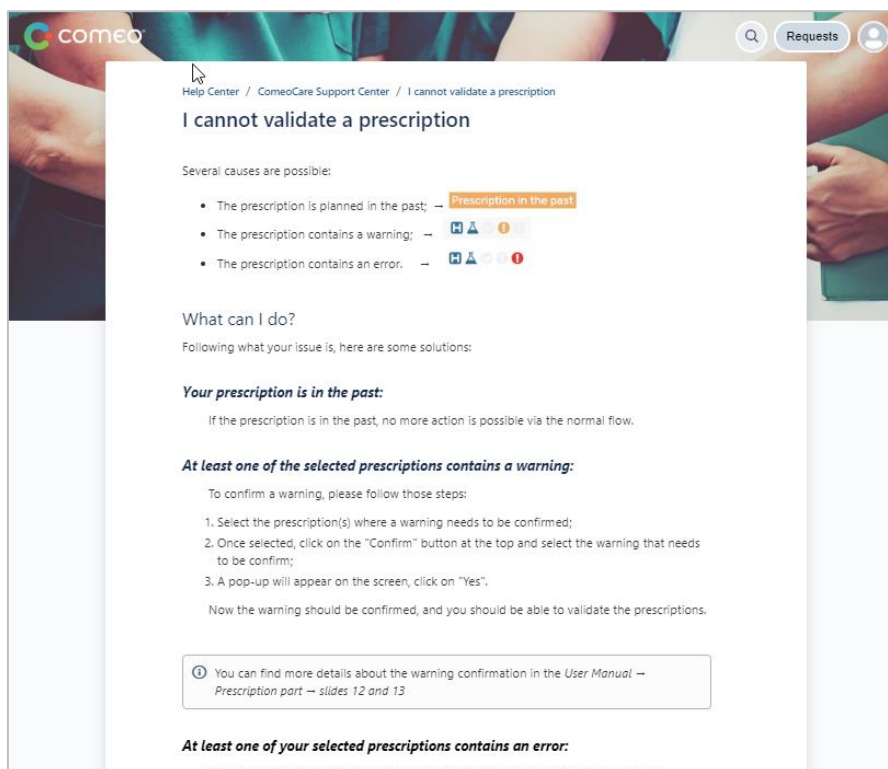 comeo
Requests
Help Center / ComeoCare Support Center / I cannot validate a prescription
I cannot validate a prescription
Several causes are possible:
• The prescription is planned in the past; → Prescription in the past
• The prescription contains a warning; →
• The prescription contains an error. →
What can I do?
Following what your issue is, here are some solutions:
Your prescription is in the past:
If the prescription is in the past, no more action is possible via the normal flow.
At least one of the selected prescriptions contains a warning:
To confirm a warning, please follow those steps:
1. Select the prescription(s) where a warning needs to be confirmed;
2. Once selected, click on the "Confirm" button at the top and select the warning that needs
to be confirm;
3. A pop-up will appear on the screen, click on "Yes".
Now the warning should be confirmed, and you should be able to validate the prescriptions.
You can find more details about the warning confirmation in the User Manual →
Prescription part → slides 12 and 13
At least one of your selected prescriptions contains an error: